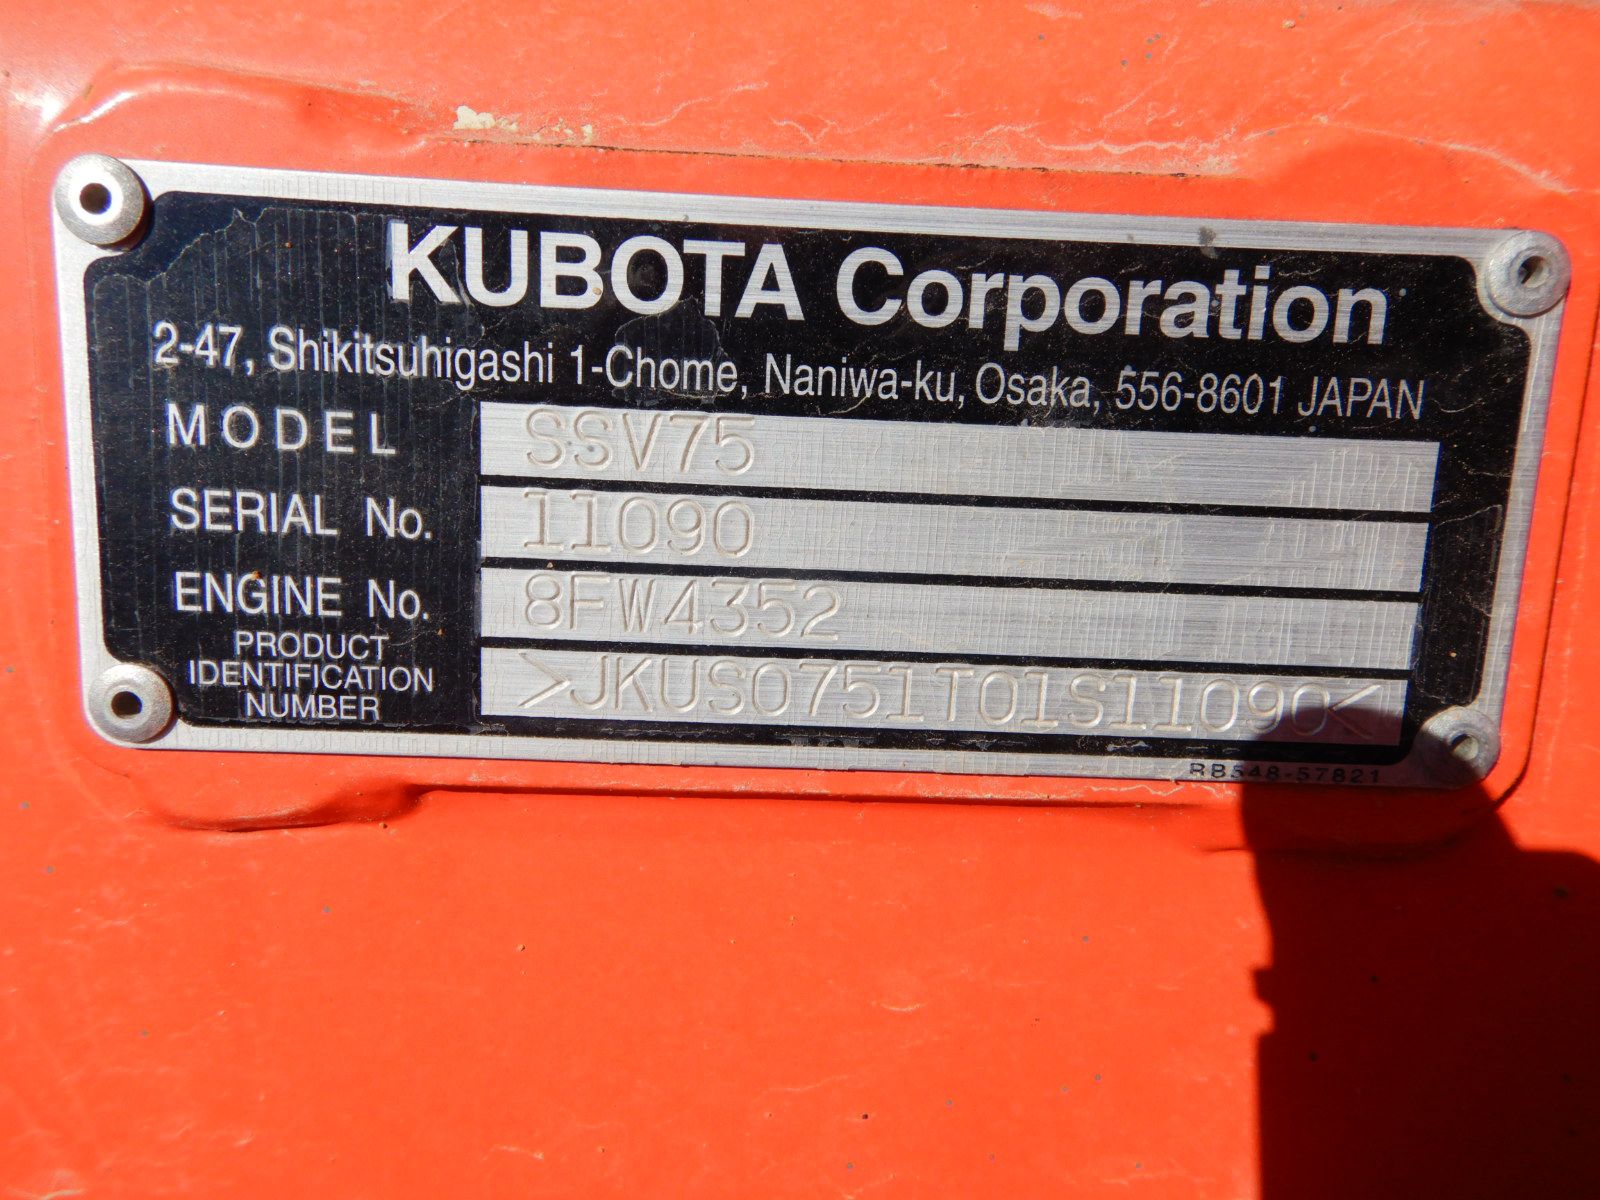 KUBOTA Corporation
2-47, Shikitsuhigashi 1-Chome, Naniwa-ku, Osaka, 556-8601 JAPAN
MODEL SSV75
SERIAL No. 11090
ENGINE No. 8FW4352
PRODUCT
IDENTIFICATION
NUMBER
>JKUS0751T01S11090<
RB548-57821